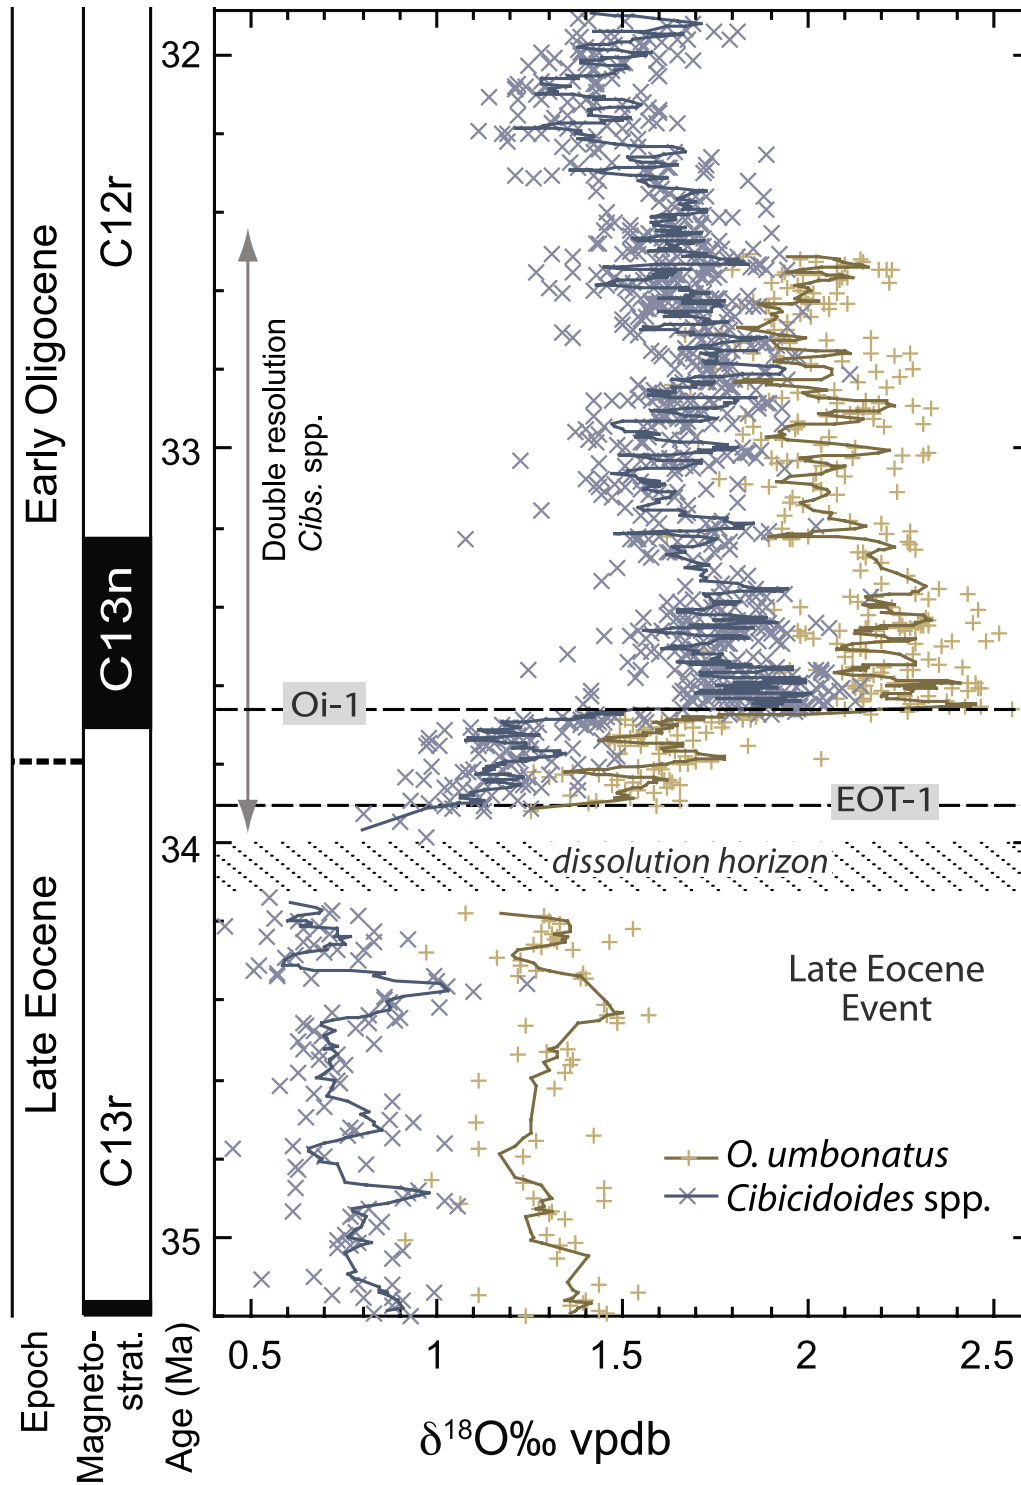 32
33
34
35
Early Oligocene
Late Eocene
C12r
C13n
C13r
Double resolution
Cibs. spp.
Oi-1
EOT-1
dissolution horizon
Late Eocene
Event
O. umbonatus
Cibicidoides spp.
0.5
1
1.5
2
2.5
Epoch
Magneto-
strat.
Age (Ma)
δ¹⁸O‰ vpdb